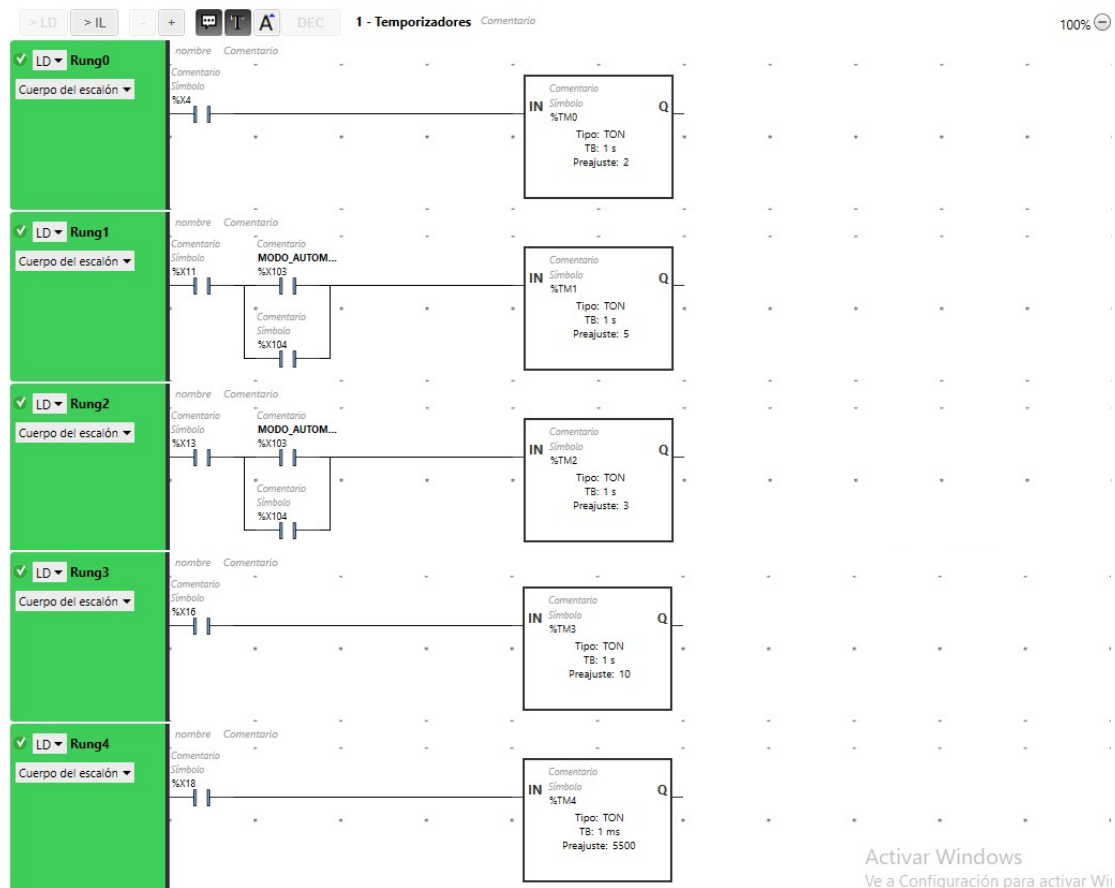 > LD > IL - + T A DEC 1 - Temporizadores Comentario 100%
LD Rung0
Cuerpo del escalón
nombre Comentario
Comentario
Símbolo
%X4
Comentario
IN Símbolo Q
%TM0
Tipo: TON
TB: 1 s
Preajuste: 2
LD Rung1
Cuerpo del escalón
nombre Comentario
Comentario Comentario
Símbolo MODO_AUTOM...
%X11 %X103
Comentario
Símbolo
%X104
Comentario
IN Símbolo Q
%TM1
Tipo: TON
TB: 1 s
Preajuste: 5
LD Rung2
Cuerpo del escalón
nombre Comentario
Comentario Comentario
Símbolo MODO_AUTOM...
%X13 %X103
Comentario
Símbolo
%X104
Comentario
IN Símbolo Q
%TM2
Tipo: TON
TB: 1 s
Preajuste: 3
LD Rung3
Cuerpo del escalón
nombre Comentario
Comentario
Símbolo
%X16
Comentario
IN Símbolo Q
%TM3
Tipo: TON
TB: 1 s
Preajuste: 10
LD Rung4
Cuerpo del escalón
nombre Comentario
Comentario
Símbolo
%X18
Comentario
IN Símbolo Q
%TM4
Tipo: TON
TB: 1 ms
Preajuste: 5500
Activar Windows
Ve a Configuración para activar Win